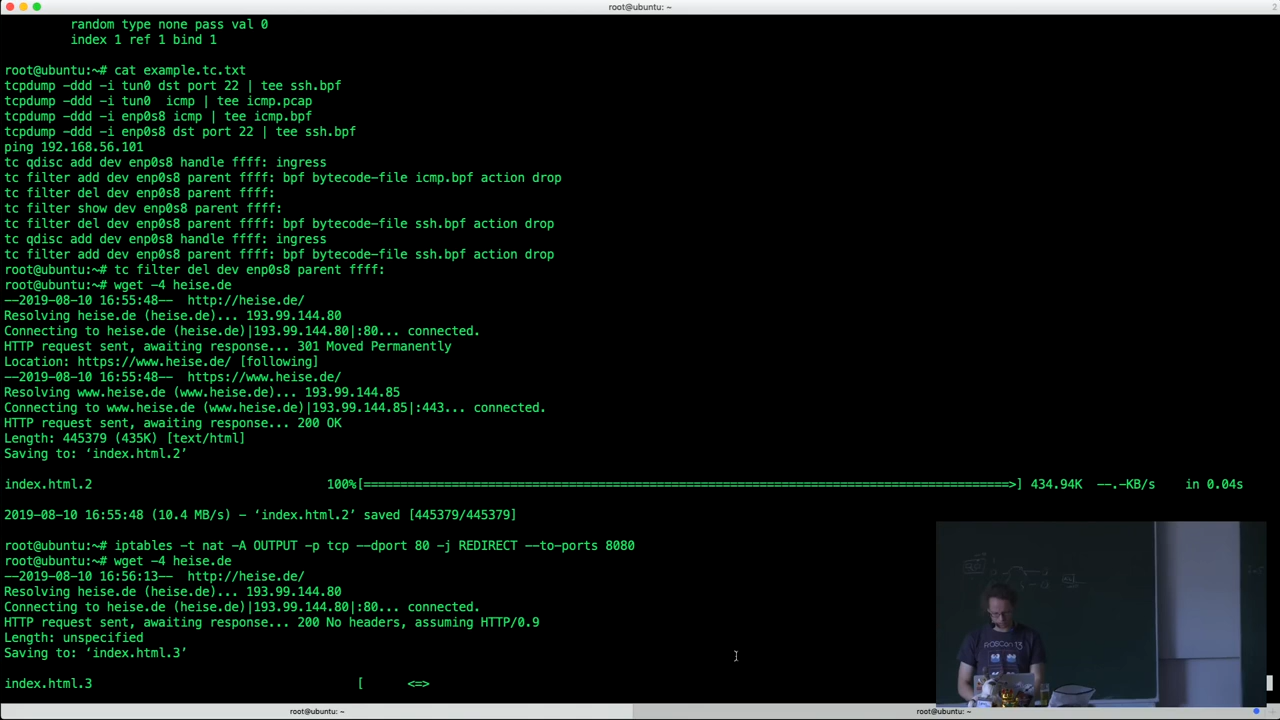 root@ubuntu: ~
2
random type none pass val 0
index 1 ref 1 bind 1
root@ubuntu:~# cat example.tc.txt
tcpdump -ddd -i tun0 dst port 22 | tee ssh.bpf
tcpdump -ddd -i tun0  icmp | tee icmp.pcap
tcpdump -ddd -i enp0s8 icmp | tee icmp.bpf
tcpdump -ddd -i enp0s8 dst port 22 | tee ssh.bpf
ping 192.168.56.101
tc qdisc add dev enp0s8 handle ffff: ingress
tc filter add dev enp0s8 parent ffff: bpf bytecode-file icmp.bpf action drop
tc filter del dev enp0s8 parent ffff:
tc filter show dev enp0s8 parent ffff:
tc filter del dev enp0s8 parent ffff: bpf bytecode-file ssh.bpf action drop
tc qdisc add dev enp0s8 handle ffff: ingress
tc filter add dev enp0s8 parent ffff: bpf bytecode-file ssh.bpf action drop
root@ubuntu:~# tc filter del dev enp0s8 parent ffff:
root@ubuntu:~# wget -4 heise.de
--2019-08-10 16:55:48--  http://heise.de/
Resolving heise.de (heise.de)... 193.99.144.80
Connecting to heise.de (heise.de)|193.99.144.80|:80... connected.
HTTP request sent, awaiting response... 301 Moved Permanently
Location: https://www.heise.de/ [following]
--2019-08-10 16:55:48--  https://www.heise.de/
Resolving www.heise.de (www.heise.de)... 193.99.144.85
Connecting to www.heise.de (www.heise.de)|193.99.144.85|:443... connected.
HTTP request sent, awaiting response... 200 OK
Length: 445379 (435K) [text/html]
Saving to: ‘index.html.2’
index.html.2 100%[=======================================================================================>] 434.94K --.-KB/s in 0.04s
2019-08-10 16:55:48 (10.4 MB/s) - ‘index.html.2’ saved [445379/445379]
root@ubuntu:~# iptables -t nat -A OUTPUT -p tcp --dport 80 -j REDIRECT --to-ports 8080
root@ubuntu:~# wget -4 heise.de
--2019-08-10 16:56:13--  http://heise.de/
Resolving heise.de (heise.de)... 193.99.144.80
Connecting to heise.de (heise.de)|193.99.144.80|:80... connected.
HTTP request sent, awaiting response... 200 No headers, assuming HTTP/0.9
Length: unspecified
Saving to: ‘index.html.3’
index.html.3 [ <=>
root@ubuntu: ~
root@ubuntu: ~